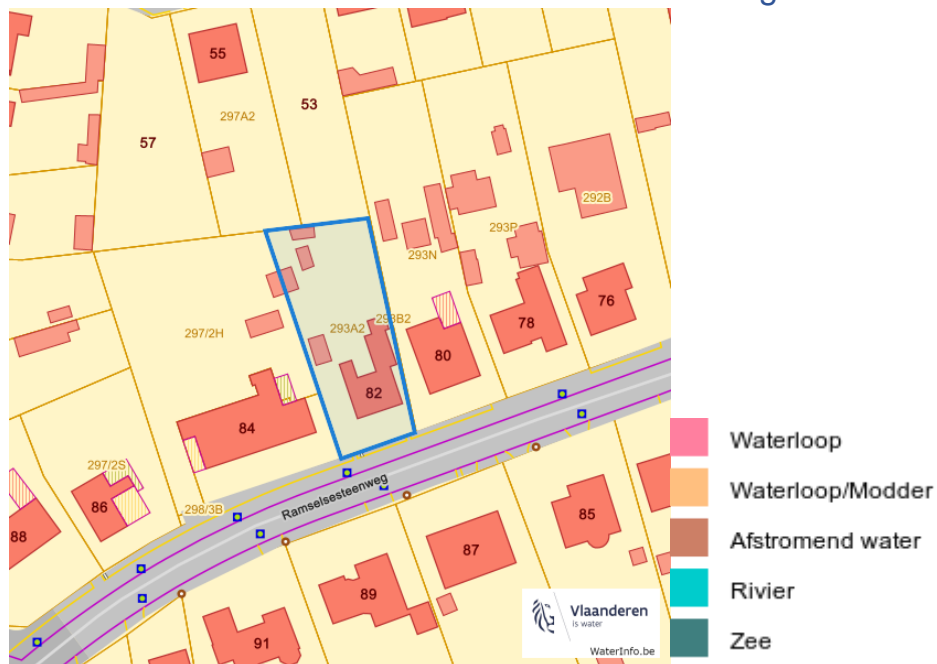 g
55
53
297A2
57
292B
293P
293N
76
297/2H
293A2
293B2
78
80
82
84
297/2S
86
298/3B
Ramselsesteenweg
88
85
87
89
91
Vlaanderen
is water
WaterInfo.be
Waterloop
Waterloop/Modder
Afstromend water
Rivier
Zee